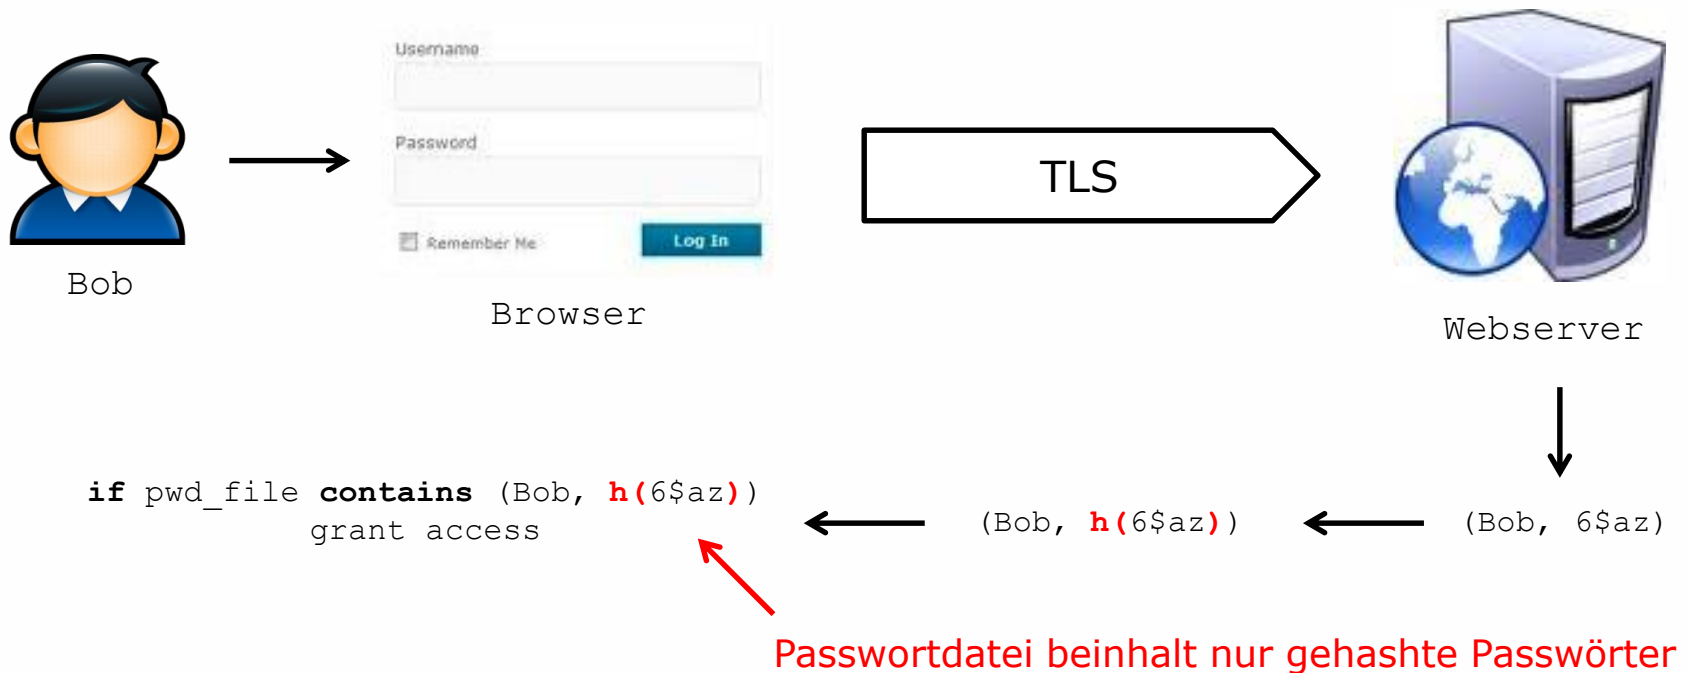 Username
Password
Remember Me
Log In
TLS
Bob
Browser
Webserver
if pwd_file contains (Bob, h(6$az))
grant access
(Bob, h(6$az))
(Bob, 6$az)
Passwortdatei beinhalt nur gehashte Passwörter